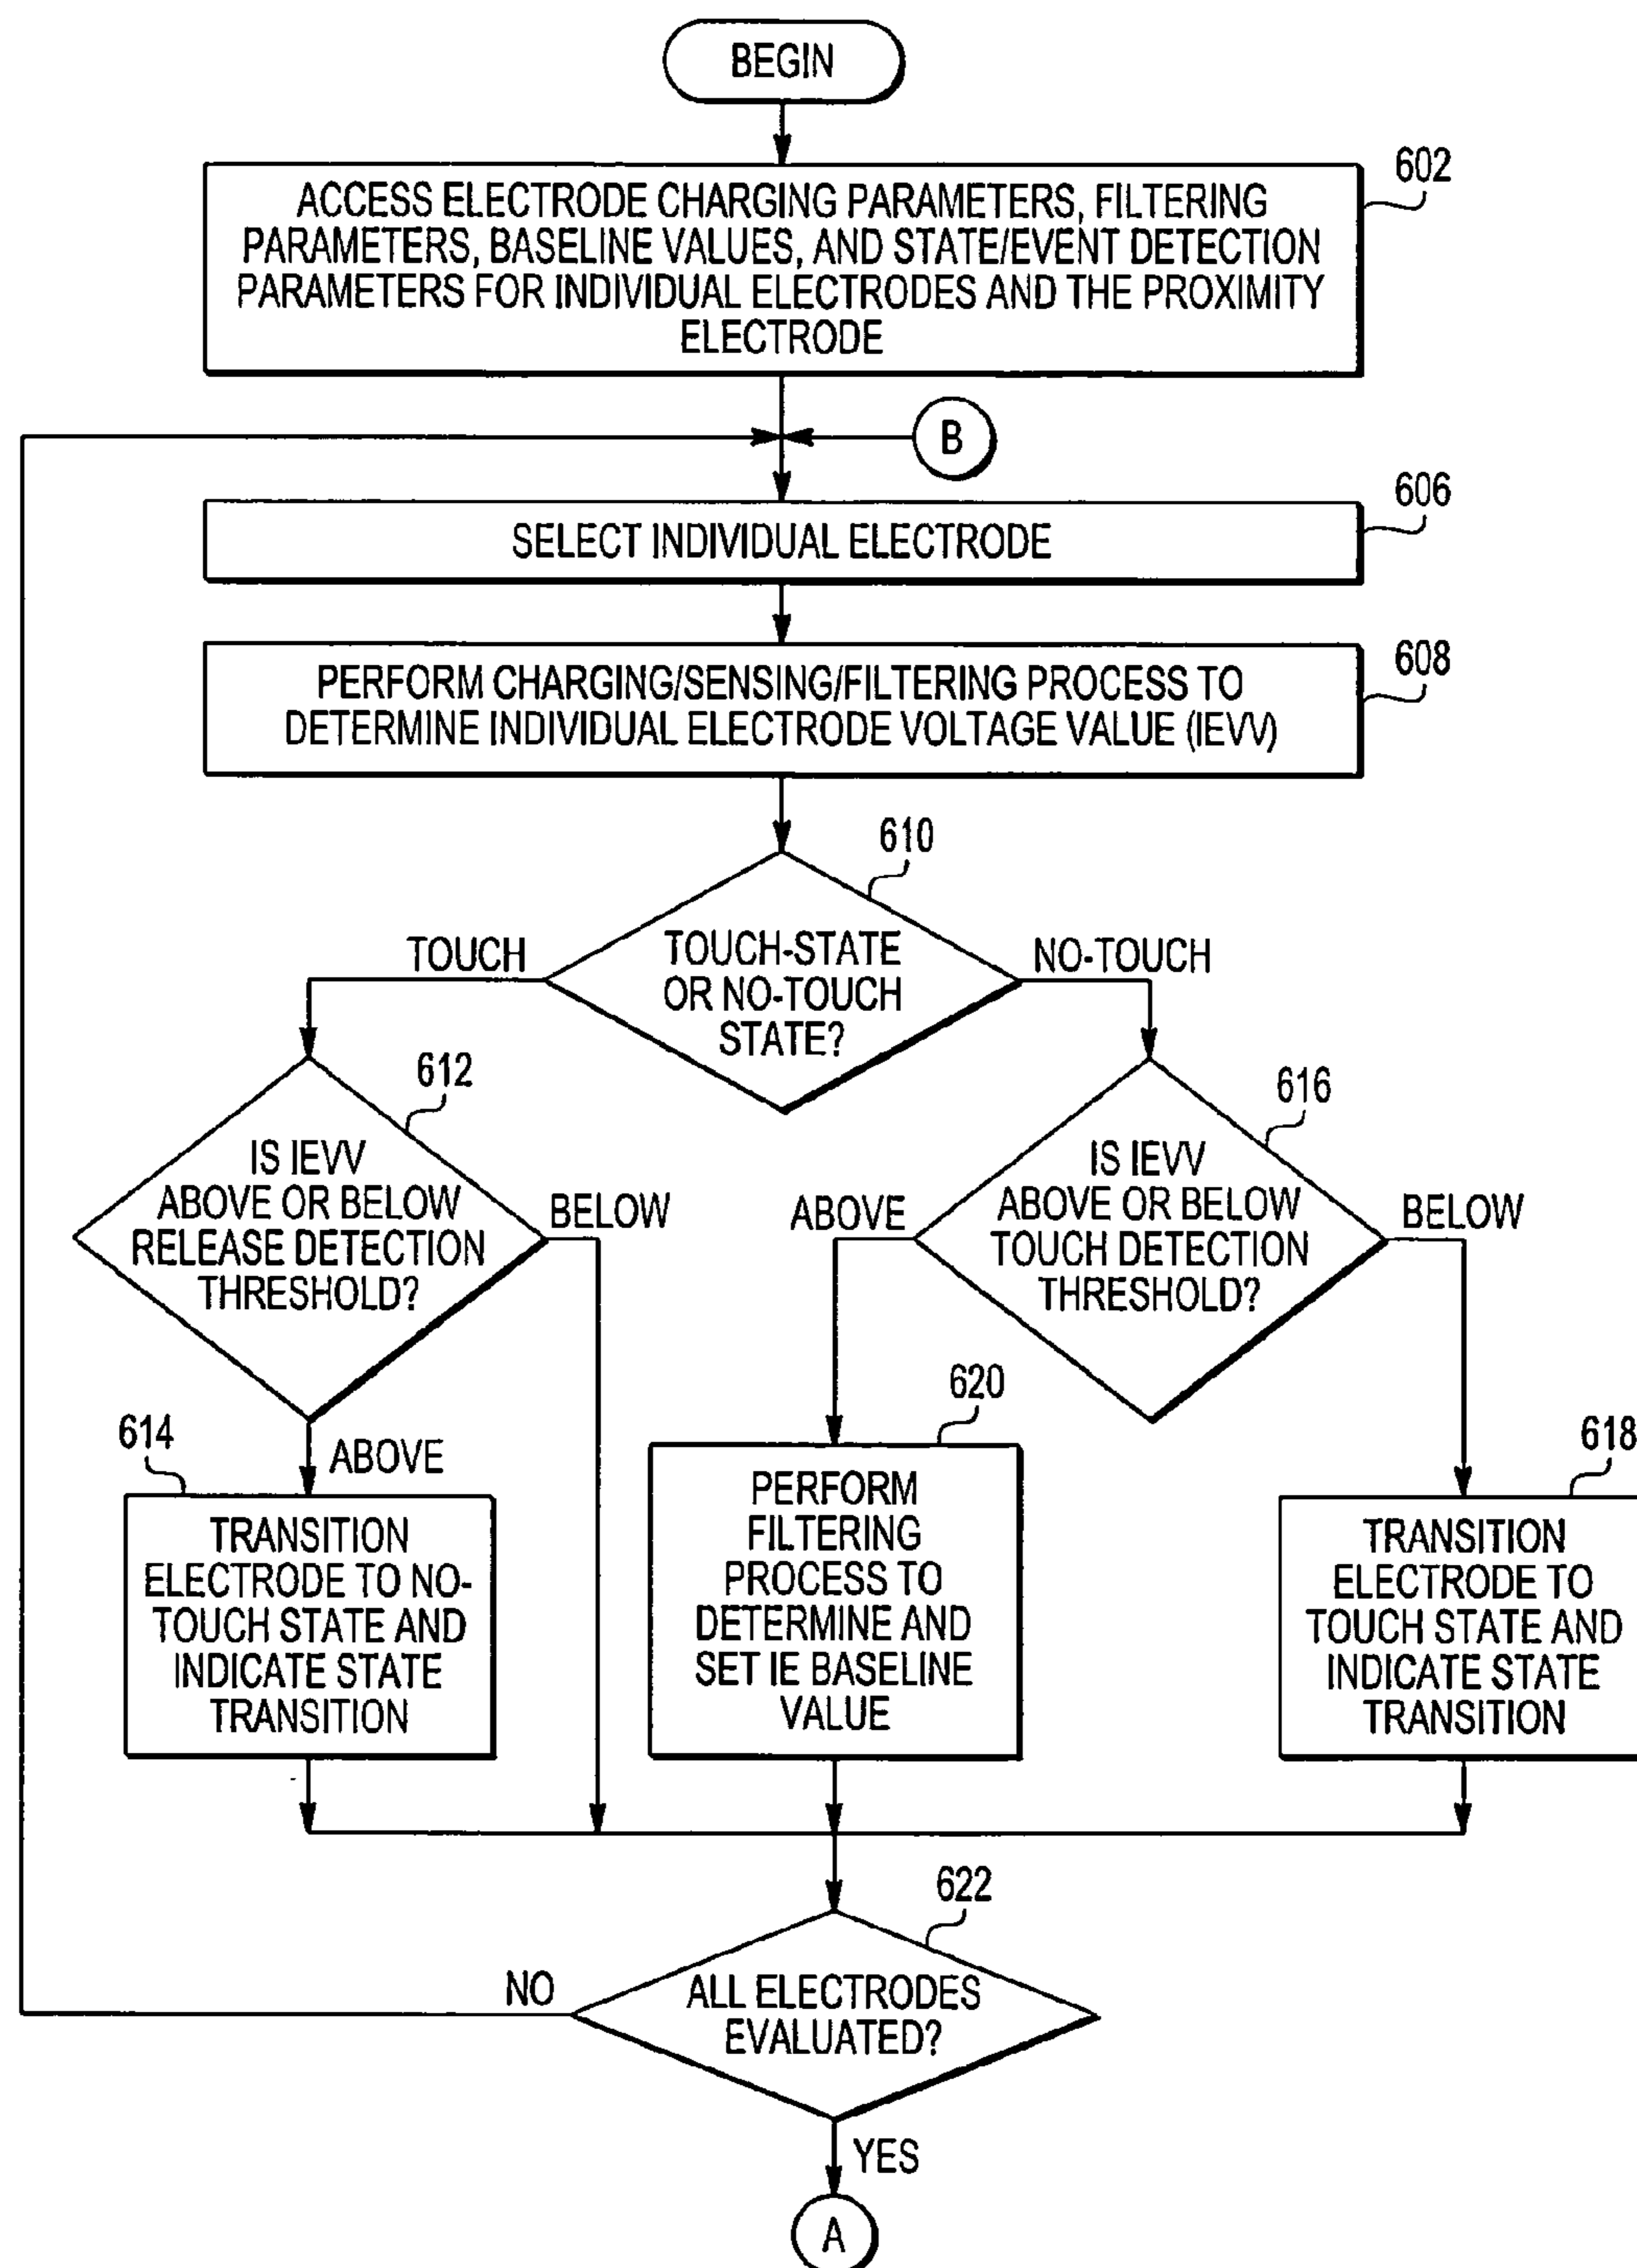 BEGIN
602
ACCESS ELECTRODE CHARGING PARAMETERS, FILTERING
PARAMETERS, BASELINE VALUES, AND STATE/EVENT DETECTION
PARAMETERS FOR INDIVIDUAL ELECTRODES AND THE PROXIMITY
ELECTRODE
B
606
SELECT INDIVIDUAL ELECTRODE
608
PERFORM CHARGING/SENSING/FILTERING PROCESS TO
DETERMINE INDIVIDUAL ELECTRODE VOLTAGE VALUE (IEVV)
610
TOUCH
TOUCH-STATE
OR NO-TOUCH
STATE?
NO-TOUCH
612
IS IEVV
ABOVE OR BELOW
RELEASE DETECTION
THRESHOLD?
BELOW
616
ABOVE
IS IEVV
ABOVE OR BELOW
TOUCH DETECTION
THRESHOLD?
BELOW
614
ABOVE
TRANSITION
ELECTRODE TO NO-
TOUCH STATE AND
INDICATE STATE
TRANSITION
620
PERFORM
FILTERING
PROCESS TO
DETERMINE AND
SET IE BASELINE
VALUE
618
TRANSITION
ELECTRODE TO
TOUCH STATE AND
INDICATE STATE
TRANSITION
622
NO
ALL ELECTRODES
EVALUATED?
YES
A